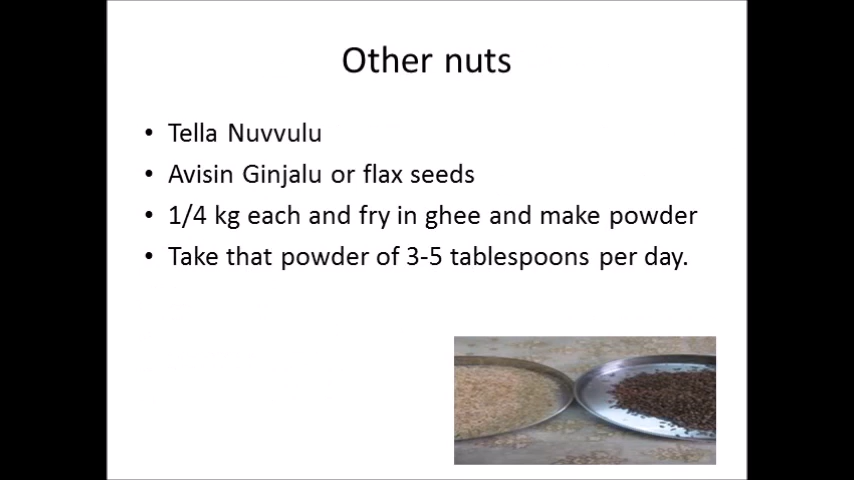 Other nuts
• Tella Nuvvulu
• Avisin Ginjalu or flax seeds
• 1/4 kg each and fry in ghee and make powder
• Take that powder of 3-5 tablespoons per day.